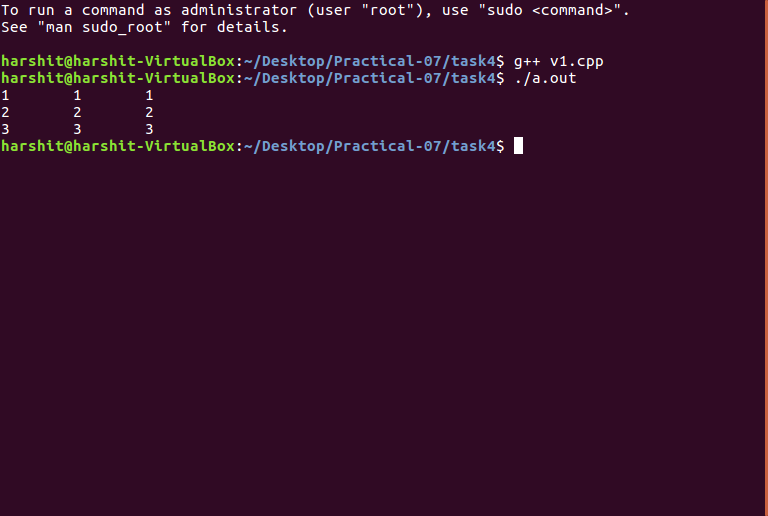 To run a command as administrator (user "root"), use "sudo <command>".
See "man sudo_root" for details.
harshit@harshit-VirtualBox:~/Desktop/Practical-07/task4$ g++ v1.cpp
harshit@harshit-VirtualBox:~/Desktop/Practical-07/task4$ ./a.out
1 1 1
2 2 2
3 3 3
harshit@harshit-VirtualBox:~/Desktop/Practical-07/task4$